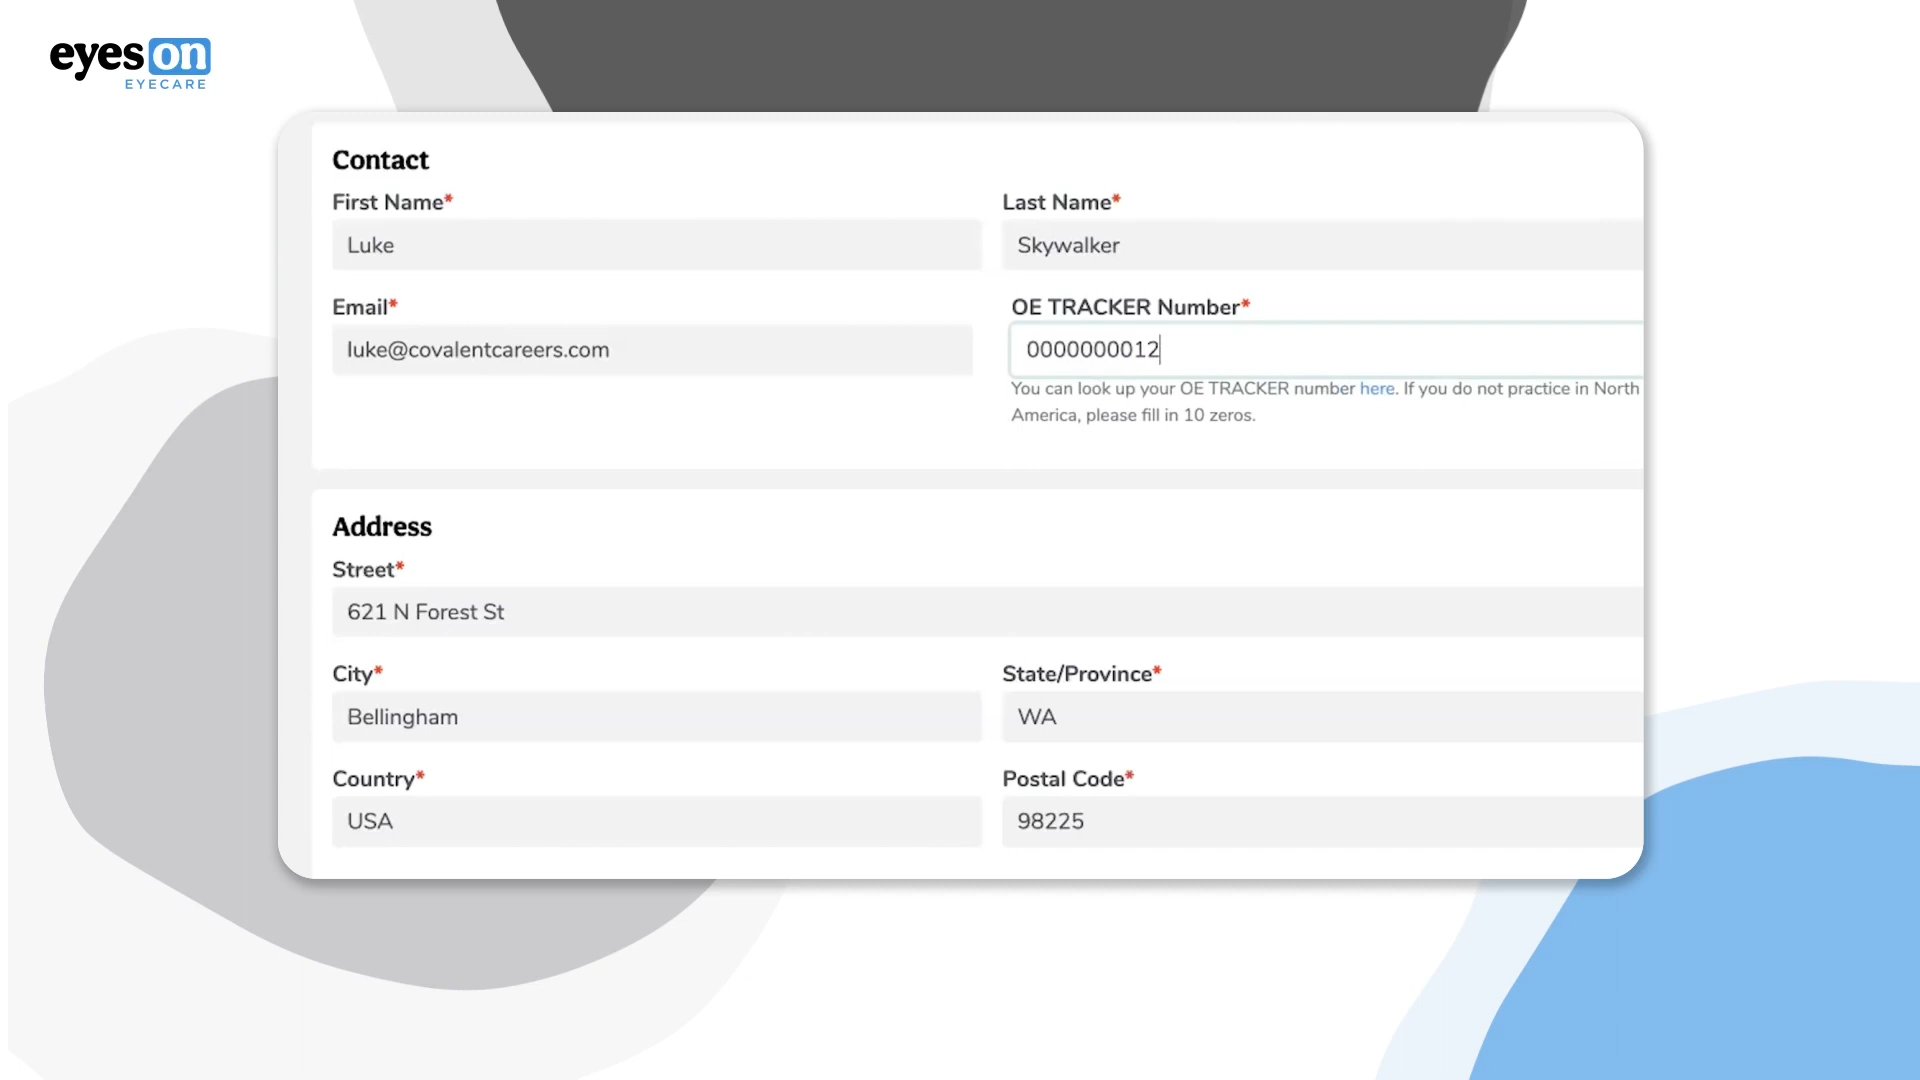 eyes on
EYECARE
Contact
First Name*
Last Name*
Luke
Skywalker
Email*
OE TRACKER Number*
luke@covalentcareers.com
0000000012
You can look up your OE TRACKER number here. If you do not practice in North
America, please fill in 10 zeros.
Address
Street*
621 N Forest St
City*
State/Province*
Bellingham
WA
Country*
Postal Code*
USA
98225